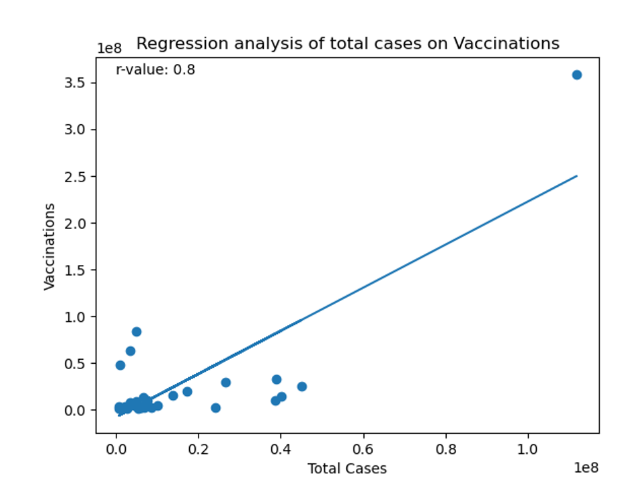 Regression analysis of total cases on Vaccinations
1e8
r-value: 0.8
3.5
3.0
2.5
2.0
1.5
1.0
0.5
0.0
Vaccinations
0.0 0.2 0.4 0.6 0.8 1.0
Total Cases
1e8